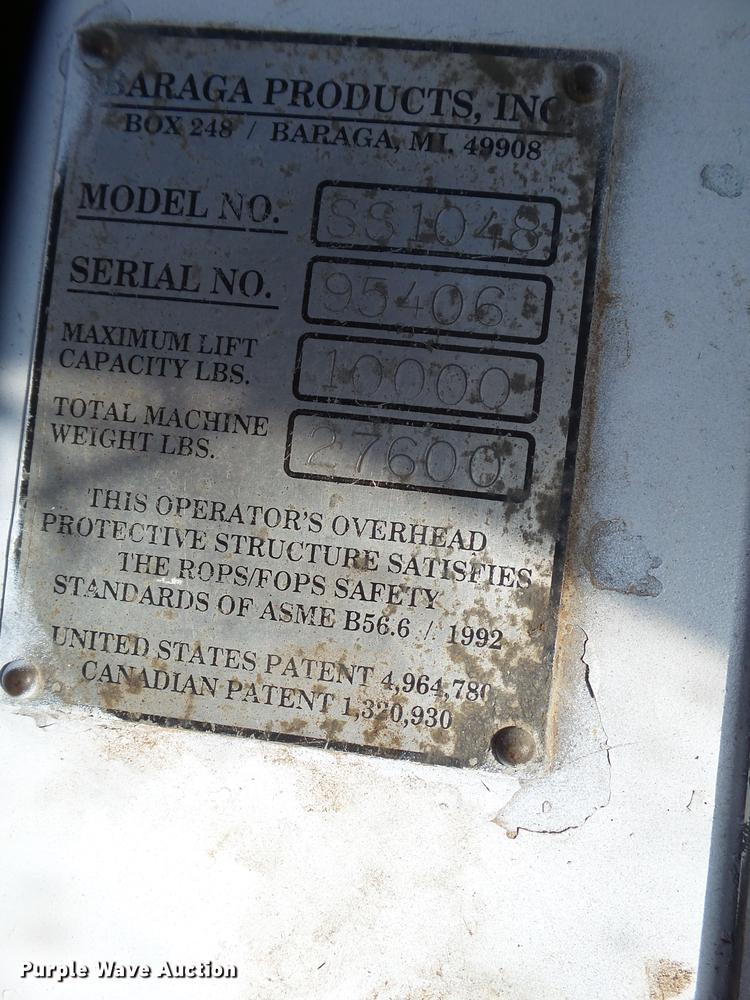 BARAGA PRODUCTS, INC.
BOX 248 / BARAGA, MI. 49908
MODEL NO. SS1048
SERIAL NO. 95406
MAXIMUM LIFT
CAPACITY LBS. 10000
TOTAL MACHINE
WEIGHT LBS. 27600
THIS OPERATOR'S OVERHEAD
PROTECTIVE STRUCTURE SATISFIES
THE ROPS/FOPS SAFETY
STANDARDS OF ASME B56.6 / 1992
UNITED STATES PATENT 4,964,780
CANADIAN PATENT 1,320,930
Purple Wave Auction